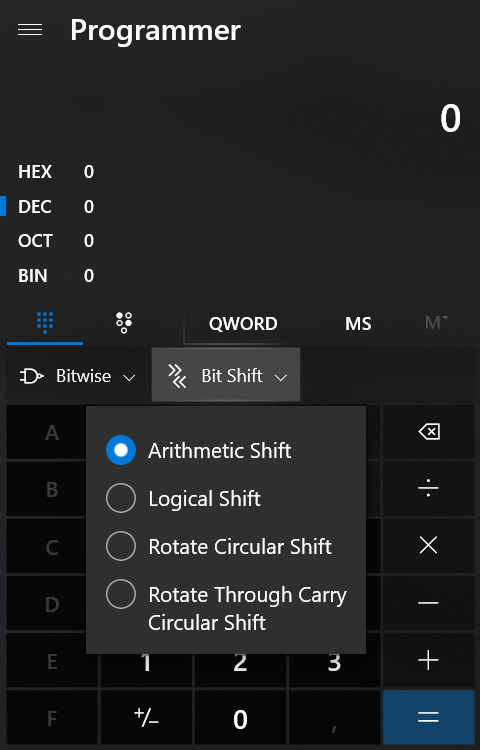 Programmer
0
HEX 0
DEC 0
OCT 0
BIN 0
QWORD MS M
Bitwise Bit Shift
A
Arithmetic Shift
B
Logical Shift
÷
C
Rotate Circular Shift
×
D
Rotate Through Carry
−
Circular Shift
E 1 2 3 +
F +/− 0 , =